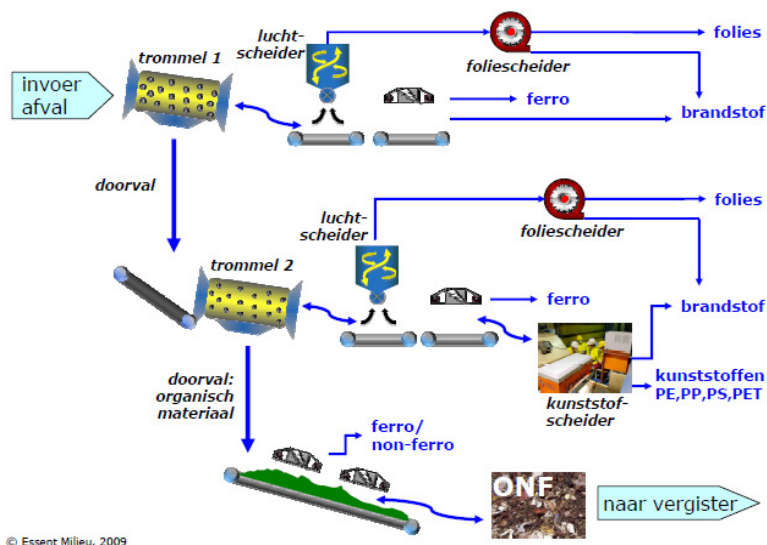 lucht-
scheider
trommel 1
invoer
afval
foliescheider
folies
ferro
brandstof
doorval
lucht-
scheider
foliescheider
folies
trommel 2
ferro
brandstof
doorval:
organisch
materiaal
kunststof-
scheider
kunststoffen
PE,PP,PS,PET
ferro/
non-ferro
ONF
naar vergister
© Essent Milieu, 2009